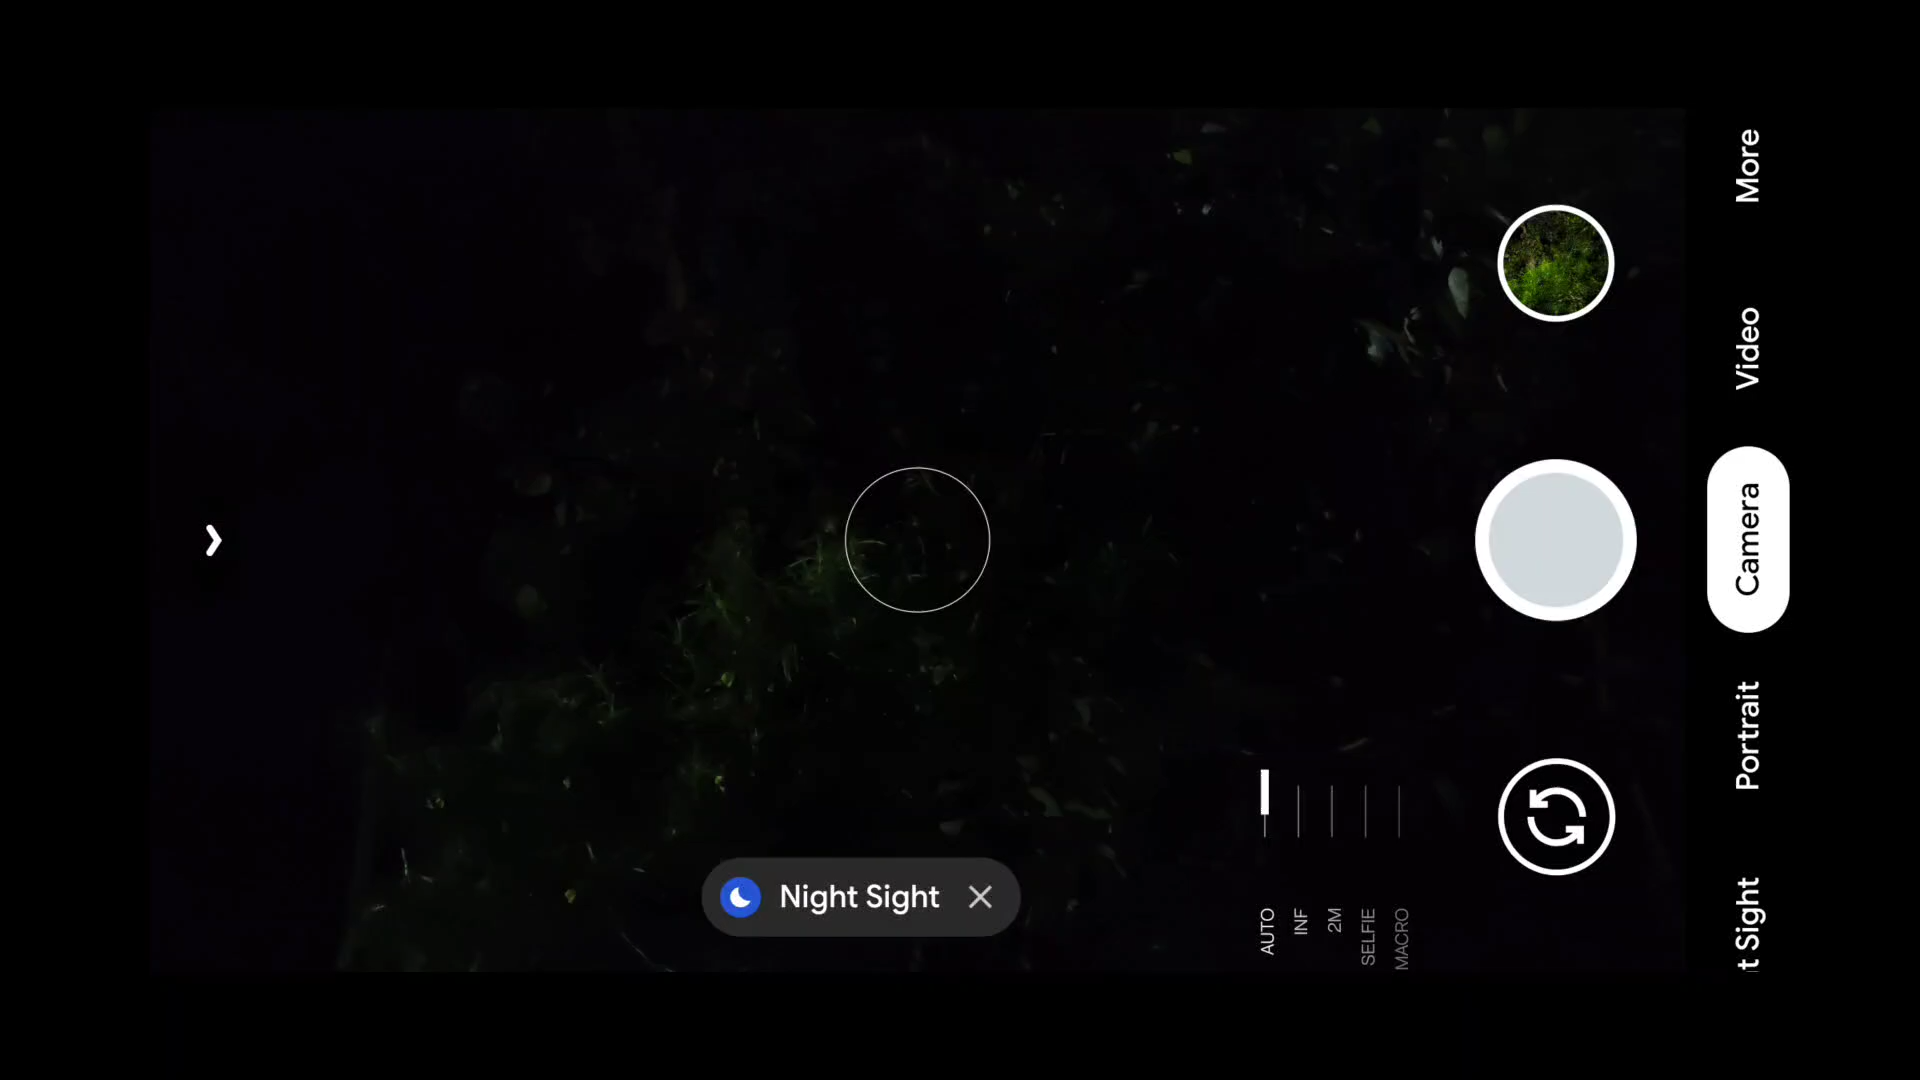 More
Video
Camera
Portrait
t Sight
Night Sight
AUTO
INF
2M
SELFIE
MACRO